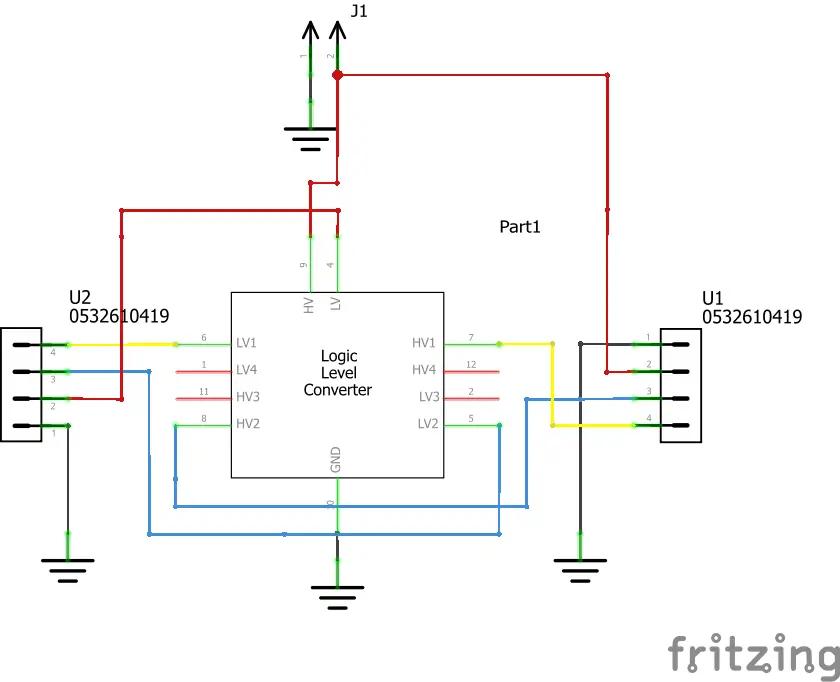 J1
1 2
Part1
9 4
HV LV
U2
0532610419
U1
0532610419
4
3
2
1
6 LV1
1 LV4
11 HV3
8 HV2
Logic
Level
Converter
HV1 7
HV4 12
LV3 2
LV2 5
1
2
3
4
GND
fritzing